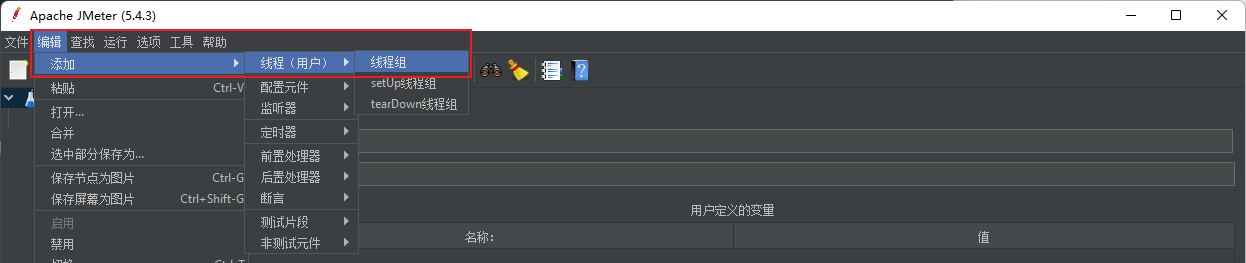 Apache JMeter (5.4.3)
文件 编辑 查找 运行 选项 工具 帮助
添加
粘贴 Ctrl-V
打开...
合并
选中部分保存为...
保存节点为图片 Ctrl-G
保存屏幕为图片 Ctrl+Shift-G
启用
禁用
切换 Ctrl-T
线程（用户）
配置元件
监听器
定时器
前置处理器
后置处理器
断言
测试片段
非测试元件
线程组
setUp线程组
tearDown线程组
用户定义的变量
名称: 值